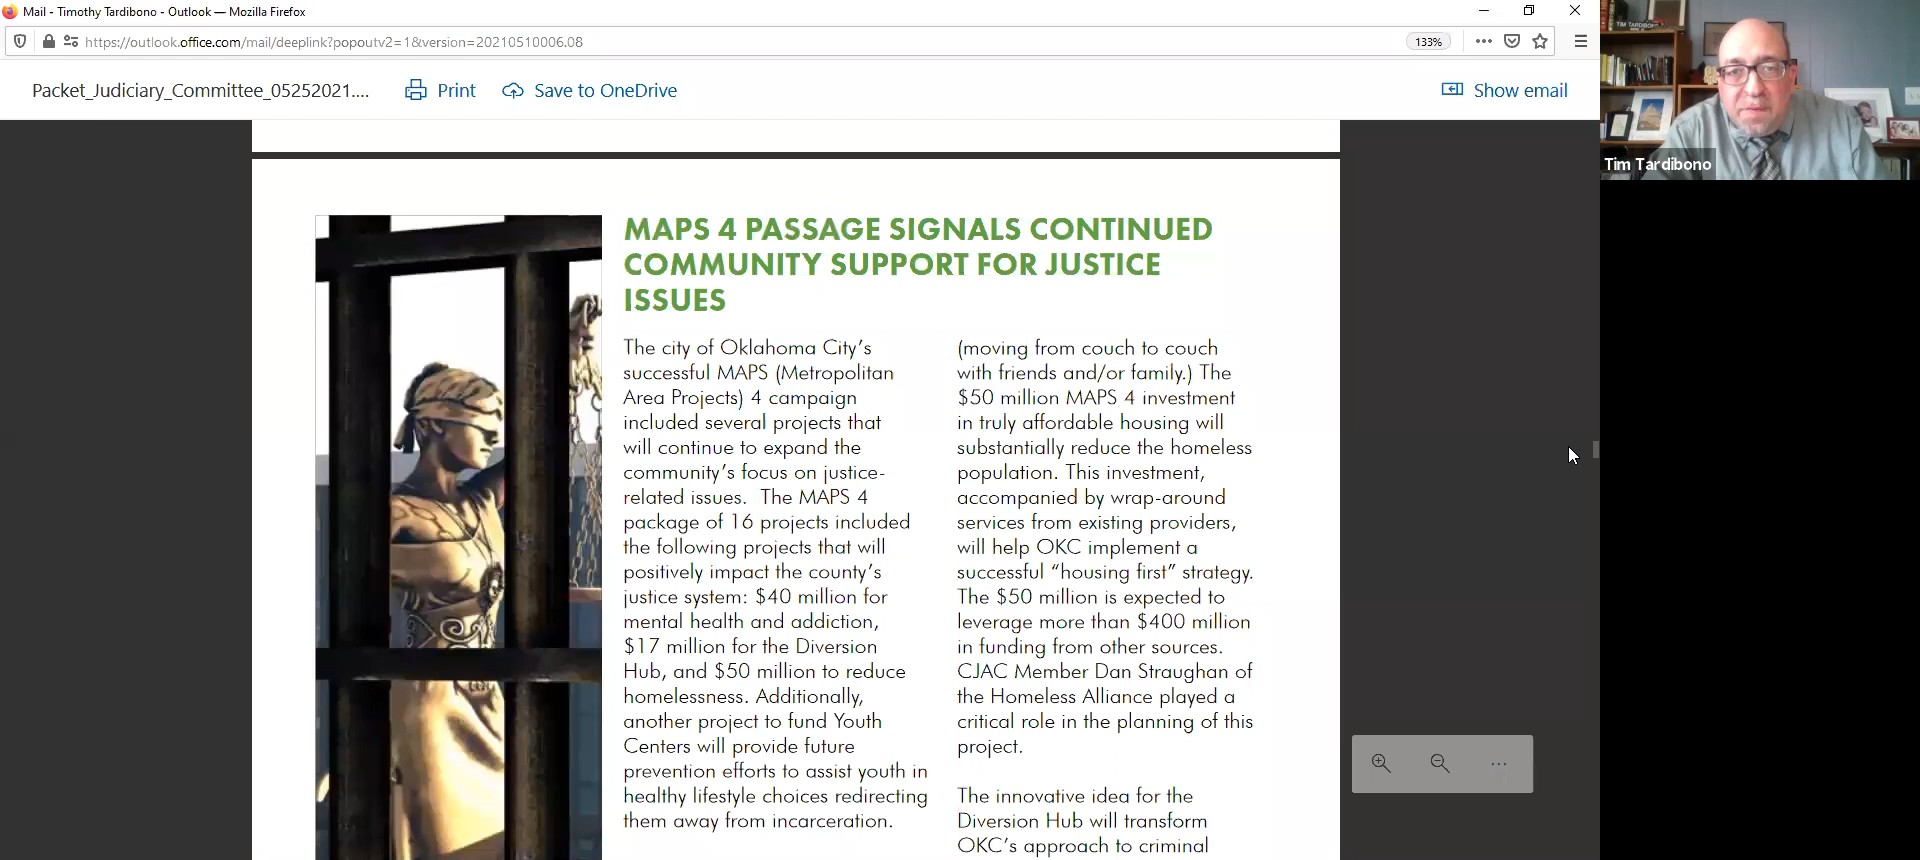 Mail - Timothy Tardibono - Outlook — Mozilla Firefox
https://outlook.office.com/mail/deeplink?popoutv2=1&version=20210510006.08
133%
Packet_Judiciary_Committee_05252021....
Print
Save to OneDrive
Show email
TIM TARDIBONO
Tim Tardibono
MAPS 4 PASSAGE SIGNALS CONTINUED
COMMUNITY SUPPORT FOR JUSTICE
ISSUES
The city of Oklahoma City’s
successful MAPS (Metropolitan
Area Projects) 4 campaign
included several projects that
will continue to expand the
community’s focus on justice-
related issues.  The MAPS 4
package of 16 projects included
the following projects that will
positively impact the county’s
justice system: $40 million for
mental health and addiction,
$17 million for the Diversion
Hub, and $50 million to reduce
homelessness. Additionally,
another project to fund Youth
Centers will provide future
prevention efforts to assist youth in
healthy lifestyle choices redirecting
them away from incarceration.
(moving from couch to couch
with friends and/or family.) The
$50 million MAPS 4 investment
in truly affordable housing will
substantially reduce the homeless
population. This investment,
accompanied by wrap-around
services from existing providers,
will help OKC implement a
successful “housing first” strategy.
The $50 million is expected to
leverage more than $400 million
in funding from other sources.
CJAC Member Dan Straughan of
the Homeless Alliance played a
critical role in the planning of this
project.
The innovative idea for the
Diversion Hub will transform
OKC’s approach to criminal